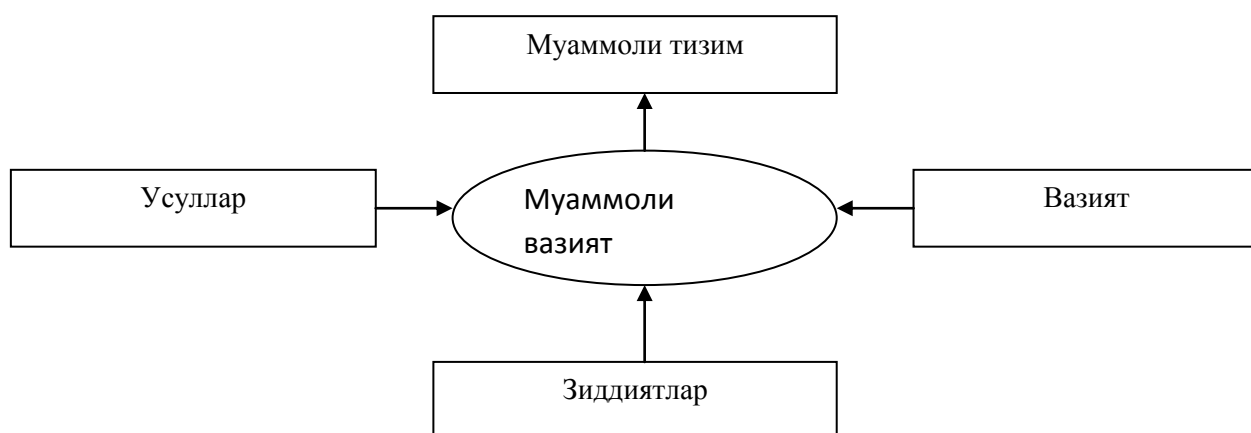 Муаммоли тизим
Усуллар
Муаммоли
вазият
Вазият
Зиддиятлар